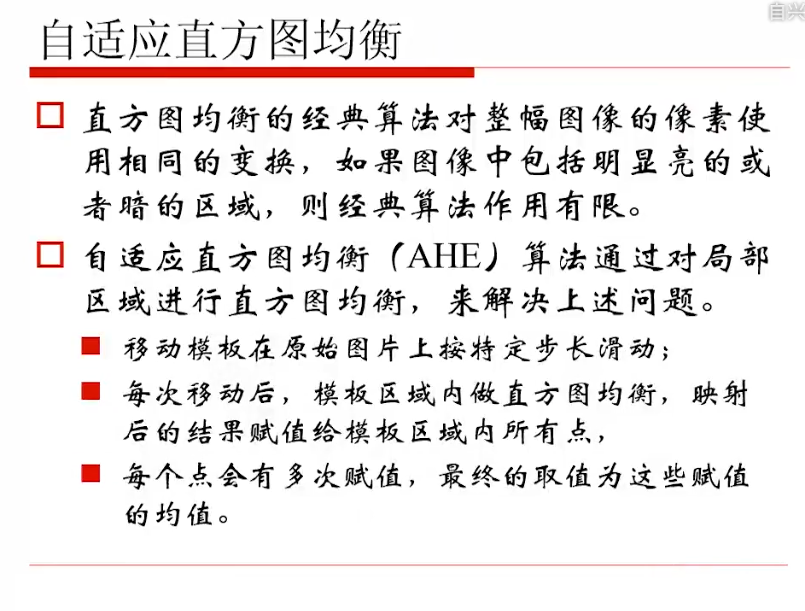 自兴
自适应直方图均衡
直方图均衡的经典算法对整幅图像的像素使
用相同的变换，如果图像中包括明显亮的或
者暗的区域，则经典算法作用有限。
自适应直方图均衡（AHE）算法通过对局部
区域进行直方图均衡，来解决上述问题。
移动模板在原始图片上按特定步长滑动；
每次移动后，模板区域内做直方图均衡，映射
后的结果赋值给模板区域内所有点，
每个点会有多次赋值，最终的取值为这些赋值
的均值。